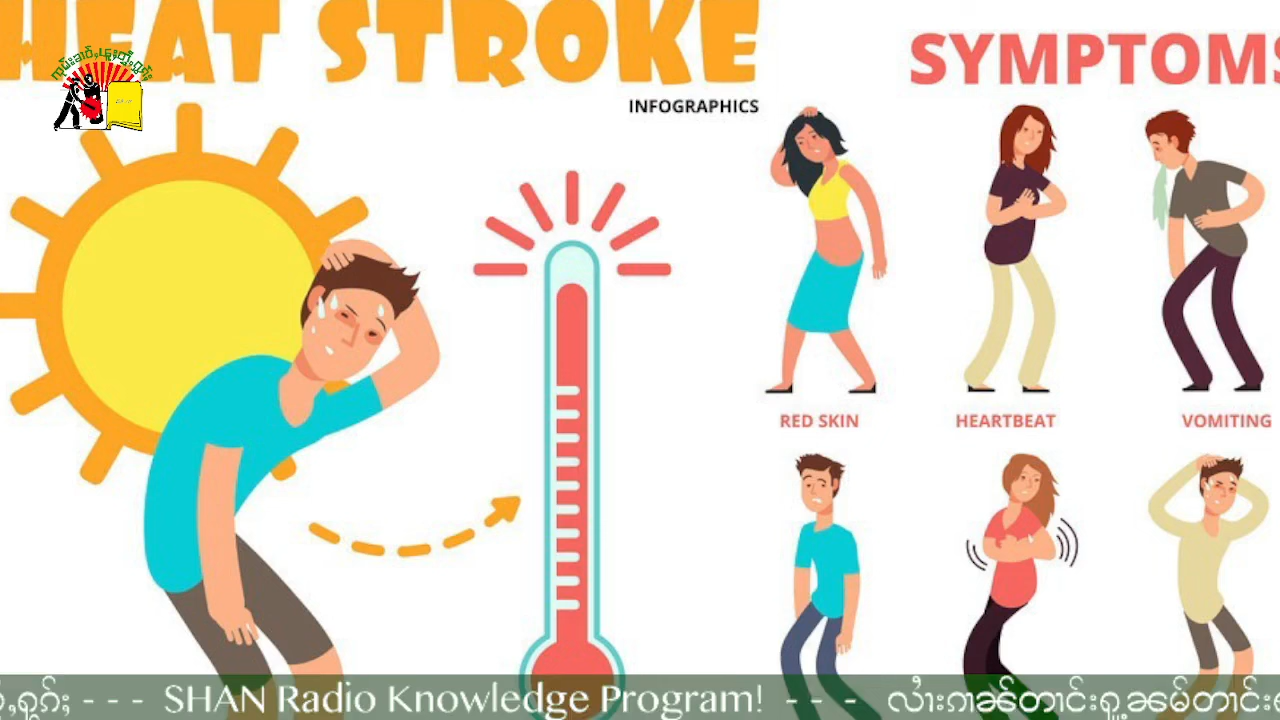 HEAT STROKE
INFOGRAPHICS
SYMPTOMS
RED SKIN
HEARTBEAT
VOMITING
- - - SHAN Radio Knowledge Program! - - -